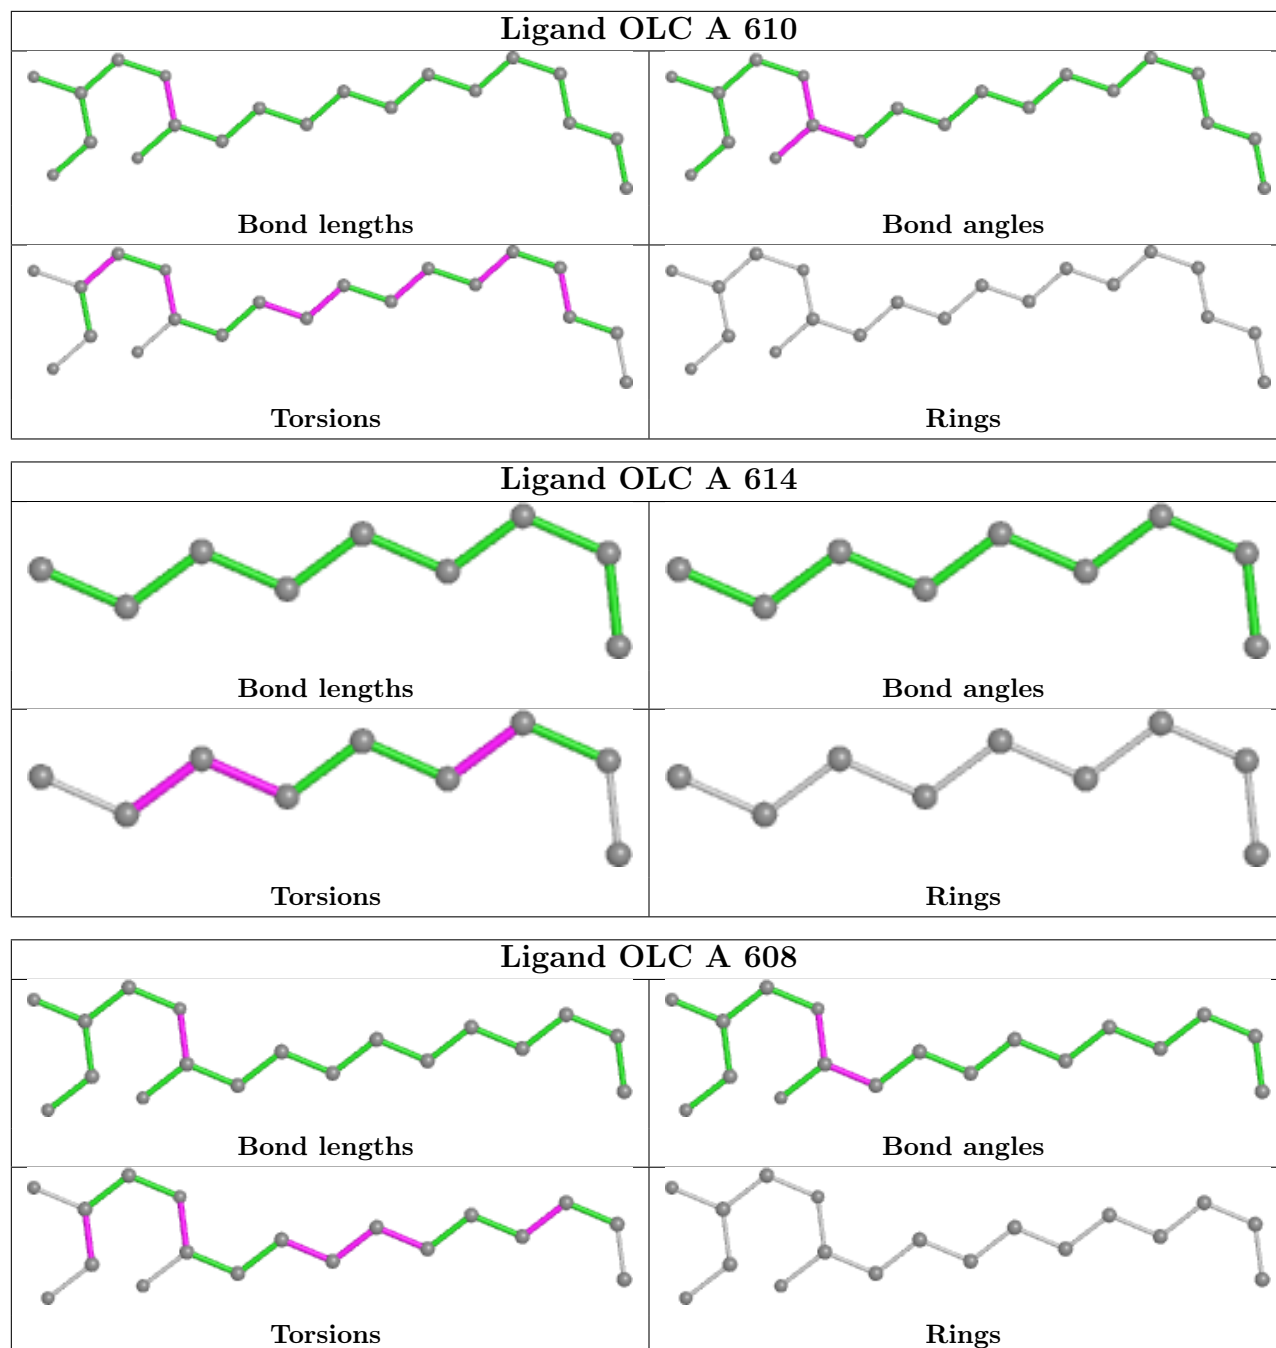 Ligand OLC A 610
Bond lengths
Bond angles
Torsions
Rings
Ligand OLC A 614
Bond lengths
Bond angles
Torsions
Rings
Ligand OLC A 608
Bond lengths
Bond angles
Torsions
Rings